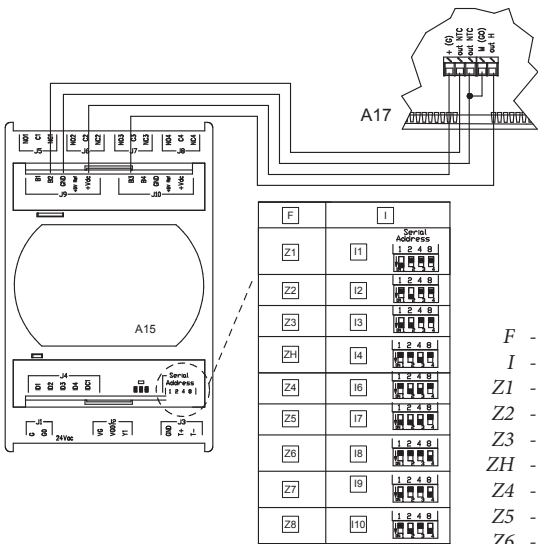 + (G)
out NTC
out NTC
M (G0)
out H
A17
NO1 C1 NC1 NO2 C2 NC2 NO3 C3 NC3 NO4 C4 NC4
J5 J6 J7 J8
B1 B2 GND +5V Ref +Vdc B3 B4 GND +5V Ref +Vdc
J9 J10
A15
J4
ID1 ID2 ID3 ID4 IDC1
Serial
Address
1 2 4 8
J1
G G0
24Vac
VG Y1
J3
GND T+ T-
F I
Serial
Address
Z1 I1 1 2 4 8
Z2 I2 1 2 4 8
Z3 I3 1 2 4 8
ZH I4 1 2 4 8
Z4 I6 1 2 4 8
Z5 I7 1 2 4 8
Z6 I8 1 2 4 8
Z7 I9 1 2 4 8
Z8 I10 1 2 4 8
F -
I -
Z1 -
Z2 -
Z3 -
ZH -
Z4 -
Z5 -
Z6 -